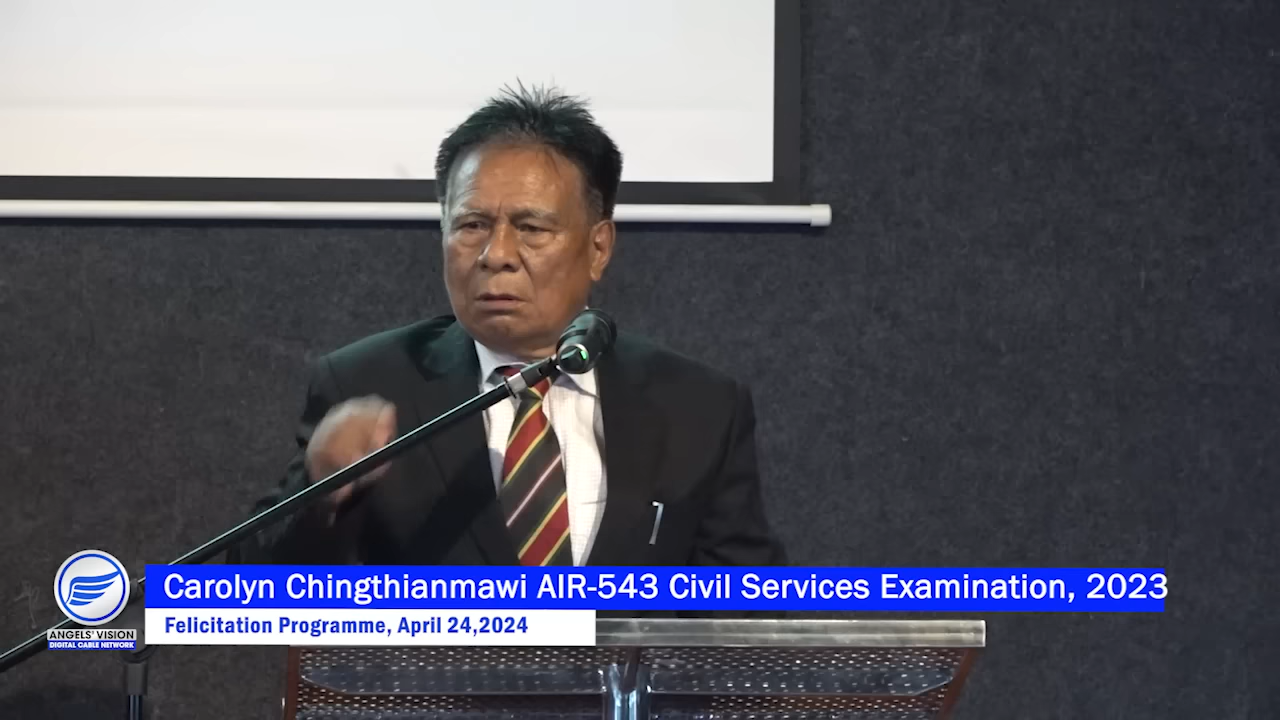 Carolyn Chingthianmawi AIR-543 Civil Services Examination, 2023
Felicitation Programme, April 24,2024
ANGELS' VISION
DIGITAL CABLE NETWORK